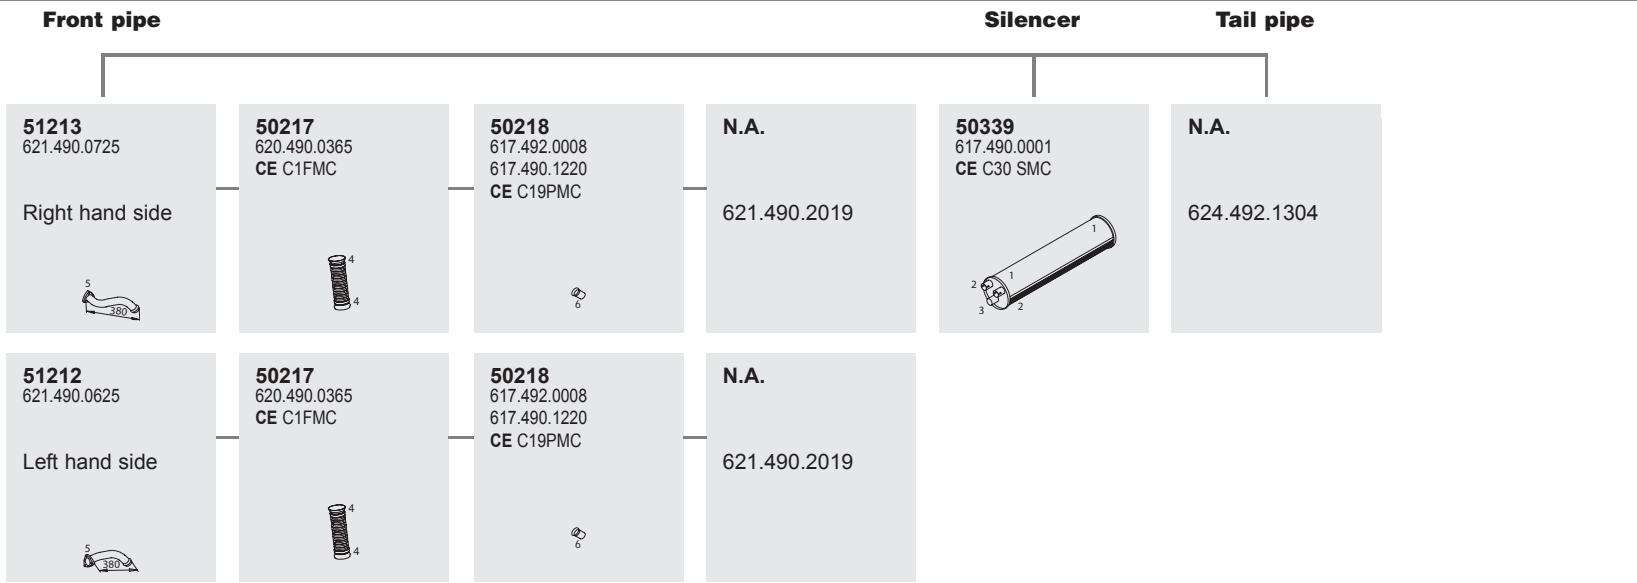 Front pipe
Silencer
Tail pipe
51213
621.490.0725
Right hand side
5
380
50217
620.490.0365
CE C1FMC
4
4
50218
617.492.0008
617.490.1220
CE C19PMC
6
N.A.
621.490.2019
50339
617.490.0001
CE C30 SMC
1
1
2
2
3
N.A.
624.492.1304
51212
621.490.0625
Left hand side
5
380
50217
620.490.0365
CE C1FMC
4
4
50218
617.492.0008
617.490.1220
CE C19PMC
6
N.A.
621.490.2019